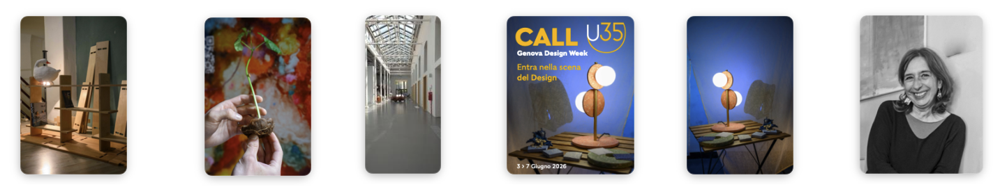 CALL U35
Genova Design Week
Entra nella scena
del Design
3 > 7 Giugno 2026